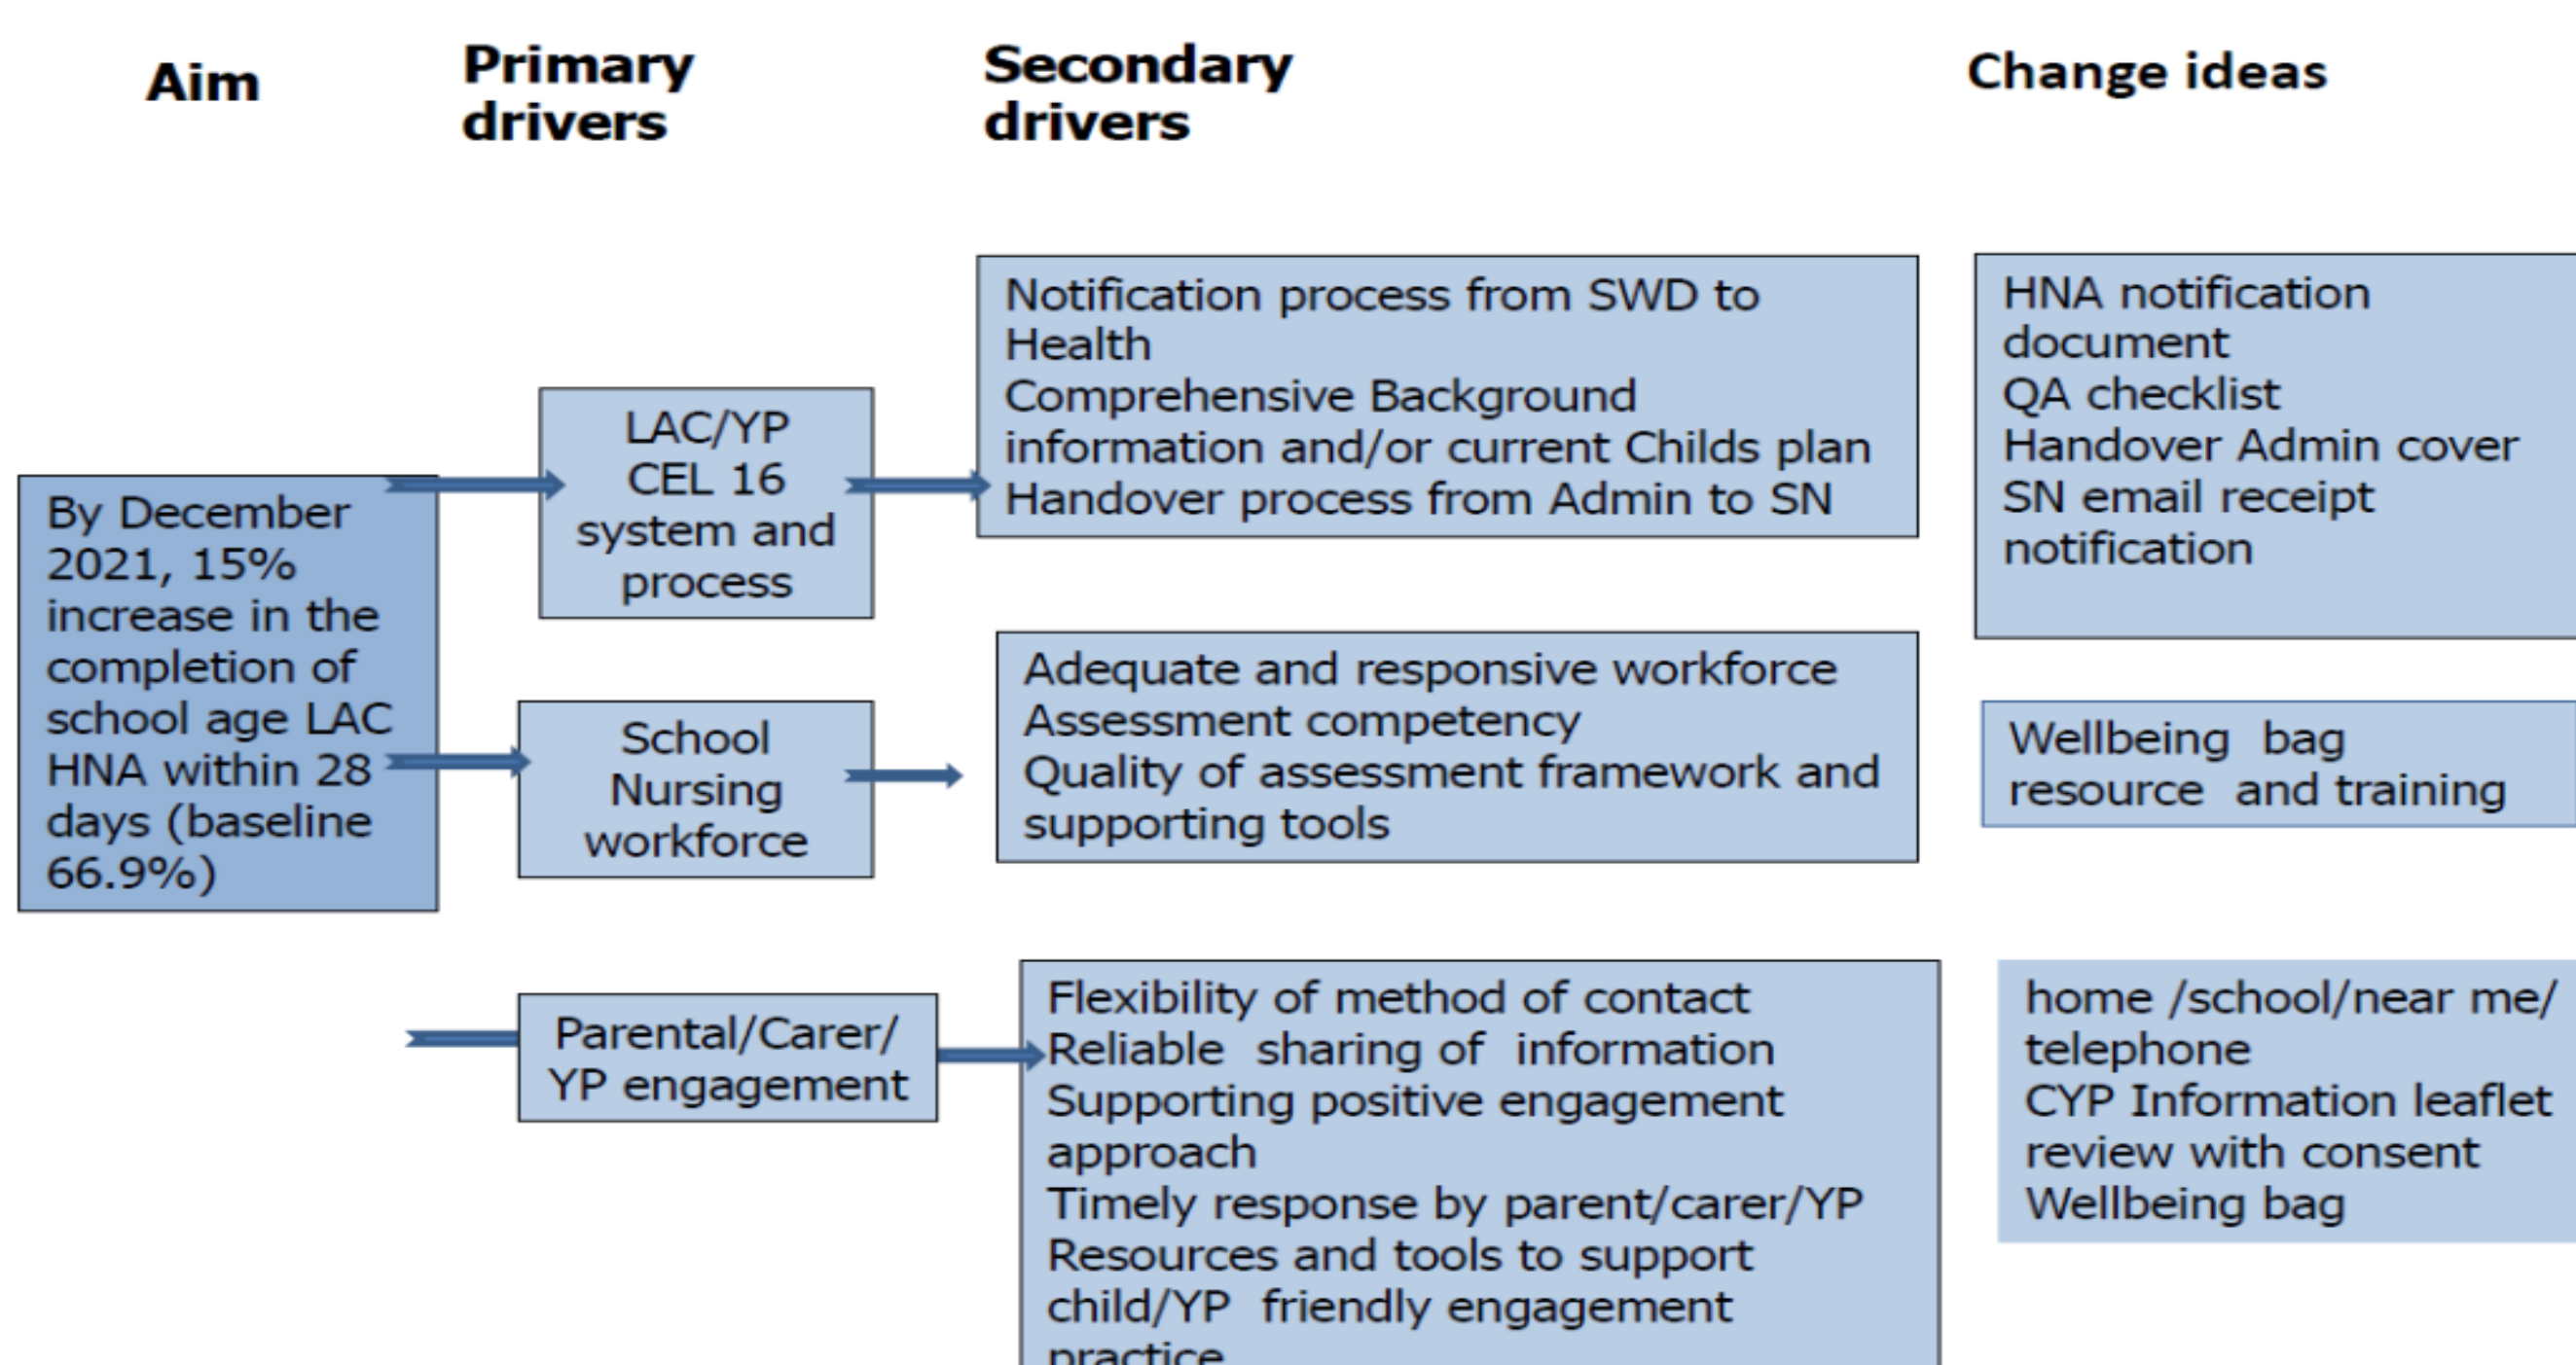 Aim
Primary
drivers
Secondary
drivers
Change ideas
By December
2021, 15%
increase in the
completion of
school age LAC
HNA within 28
days (baseline
66.9%)
LAC/YP
CEL 16
system and
process
School
Nursing
workforce
Parental/Carer/
YP engagement
Notification process from SWD to
Health
Comprehensive Background
information and/or current Childs plan
Handover process from Admin to SN
Adequate and responsive workforce
Assessment competency
Quality of assessment framework and
supporting tools
Flexibility of method of contact
Reliable sharing of information
Supporting positive engagement
approach
Timely response by parent/carer/YP
Resources and tools to support
child/YP friendly engagement
practice
HNA notification
document
QA checklist
Handover Admin cover
SN email receipt
notification
Wellbeing bag
resource and training
home /school/near me/
telephone
CYP Information leaflet
review with consent
Wellbeing bag